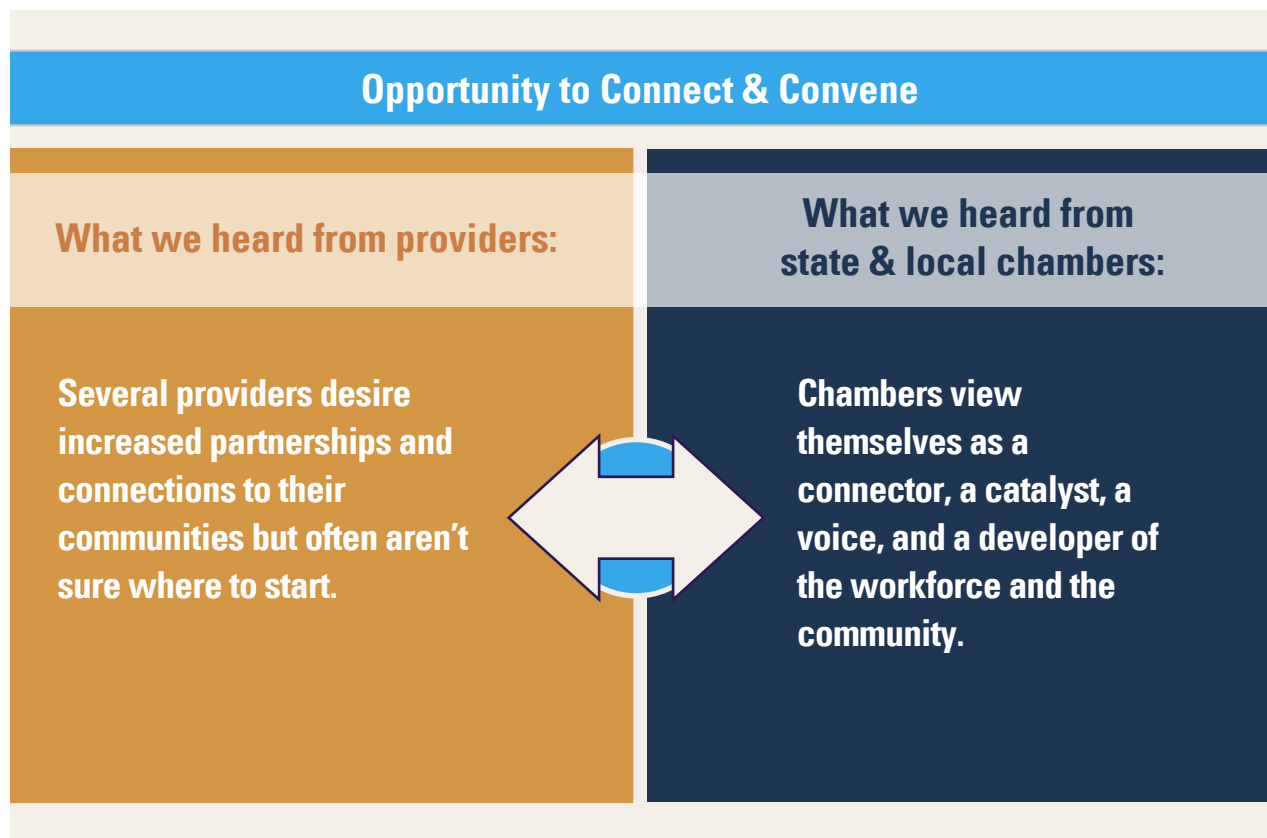 Opportunity to Connect & Convene
What we heard from providers:
Several providers desire
increased partnerships and
connections to their
communities but often aren't
sure where to start.
What we heard from
state & local chambers:
Chambers view
themselves as a
connector, a catalyst, a
voice, and a developer of
the workforce and the
community.